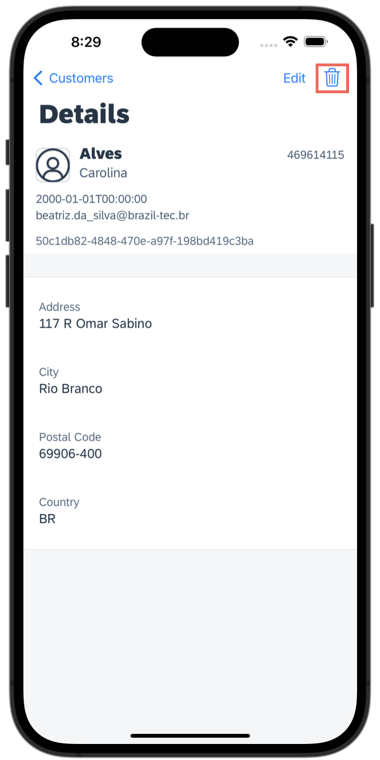 8:29
Customers
Edit
Details
Alves
469614115
Carolina
2000-01-01T00:00:00
beatriz.da_silva@brazil-tec.br
50c1db82-4848-470e-a97f-198bd419c3ba
Address
117 R Omar Sabino
City
Rio Branco
Postal Code
69906-400
Country
BR